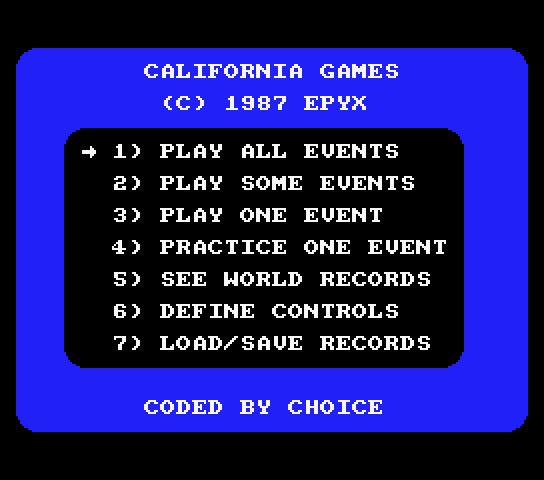 CALIFORNIA GAMES
(C) 1987 EPYX
→ 1) PLAY ALL EVENTS
2) PLAY SOME EVENTS
3) PLAY ONE EVENT
4) PRACTICE ONE EVENT
5) SEE WORLD RECORDS
6) DEFINE CONTROLS
7) LOAD/SAVE RECORDS
CODED BY CHOICE